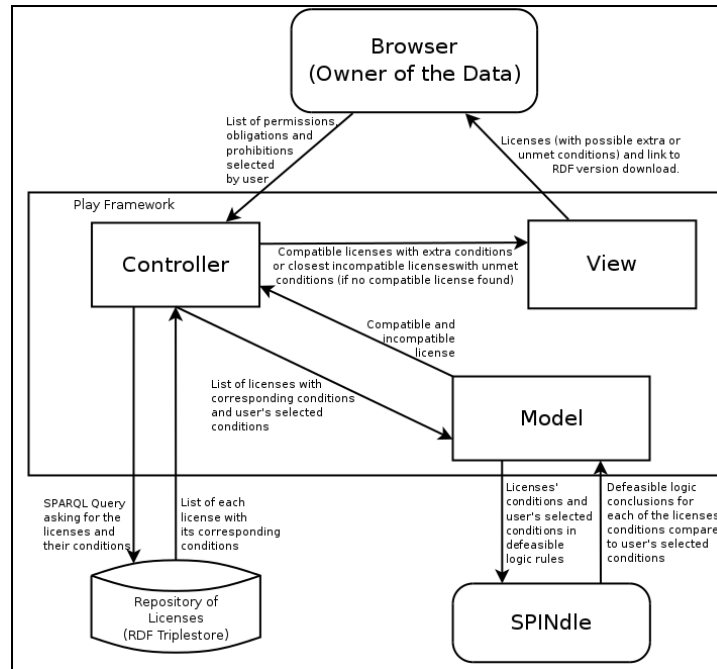 Browser
(Owner of the Data)
List of permissions,
obligations and
prohibitions
selected
by user
Licenses (with possible extra or
unmet conditions) and link to
RDF version download.
Play Framework
Controller
Compatible licenses with extra conditions
or closest incompatible licenseswith unmet
conditions (if no compatible license found)
View
Compatible and
incompatible
license
List of licenses with
corresponding conditions
and user's selected
conditions
Model
SPARQL Query
asking for the
licenses and
their conditions
List of each
license with
its corresponding
conditions
Licenses'
conditions and
user's selected
conditions in
defeasible
logic rules
Defeasible logic
conclusions for
each of the licenses
conditions compare
to user's selected
conditions
Repository of
Licenses
(RDF Triplestore)
SPINdle